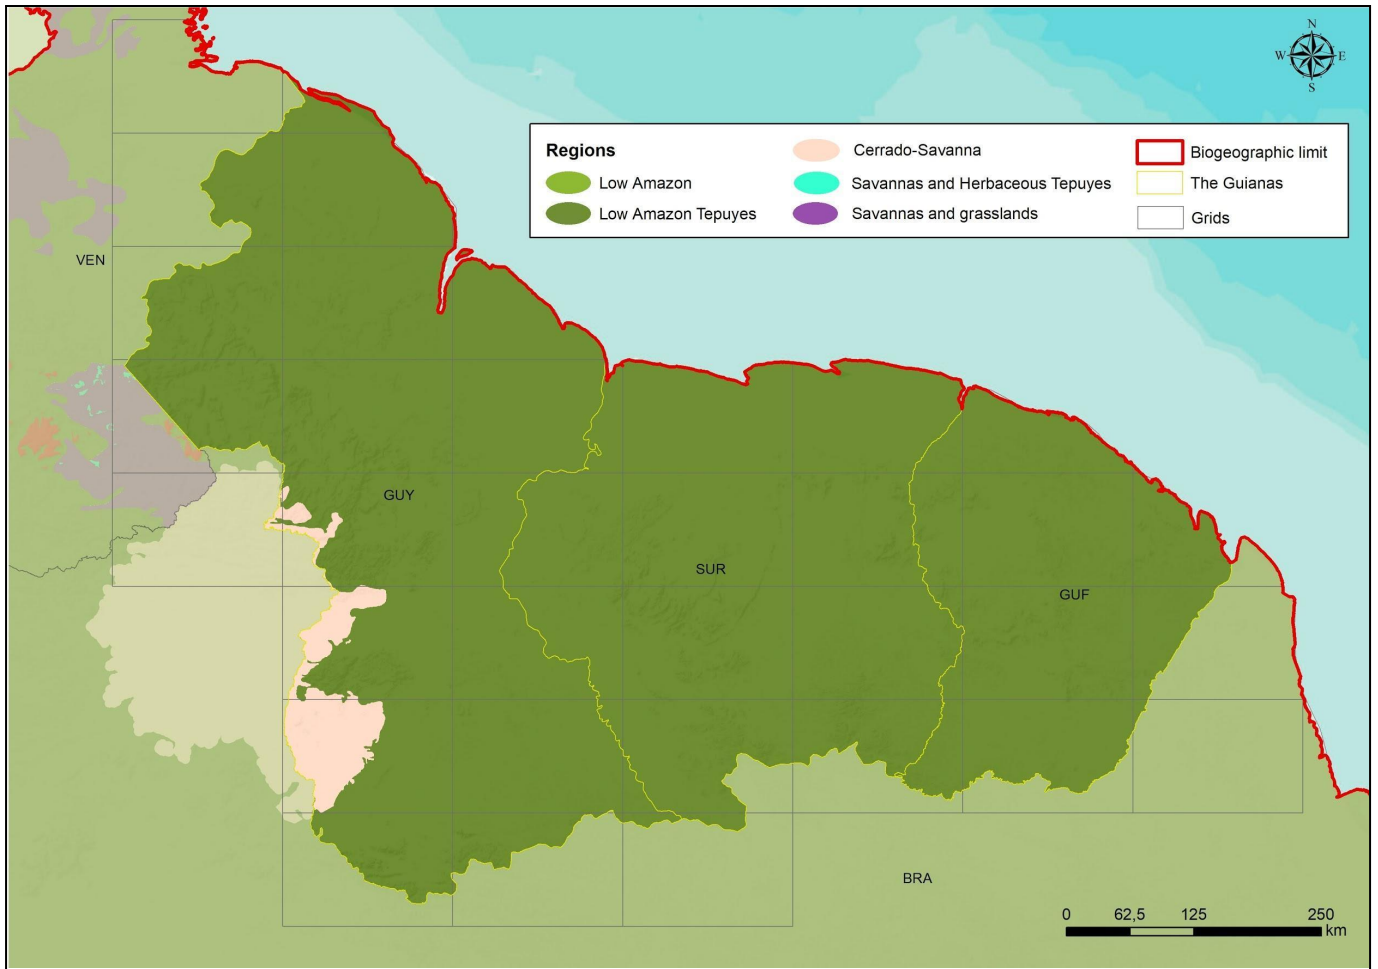 N
W E
S
Regions
Low Amazon
Low Amazon Tepuyes
Cerrado-Savanna
Savannas and Herbaceous Tepuyes
Savannas and grasslands
Biogeographic limit
The Guianas
Grids
VEN
GUY
SUR
GUF
BRA
0 62,5 125 250
km